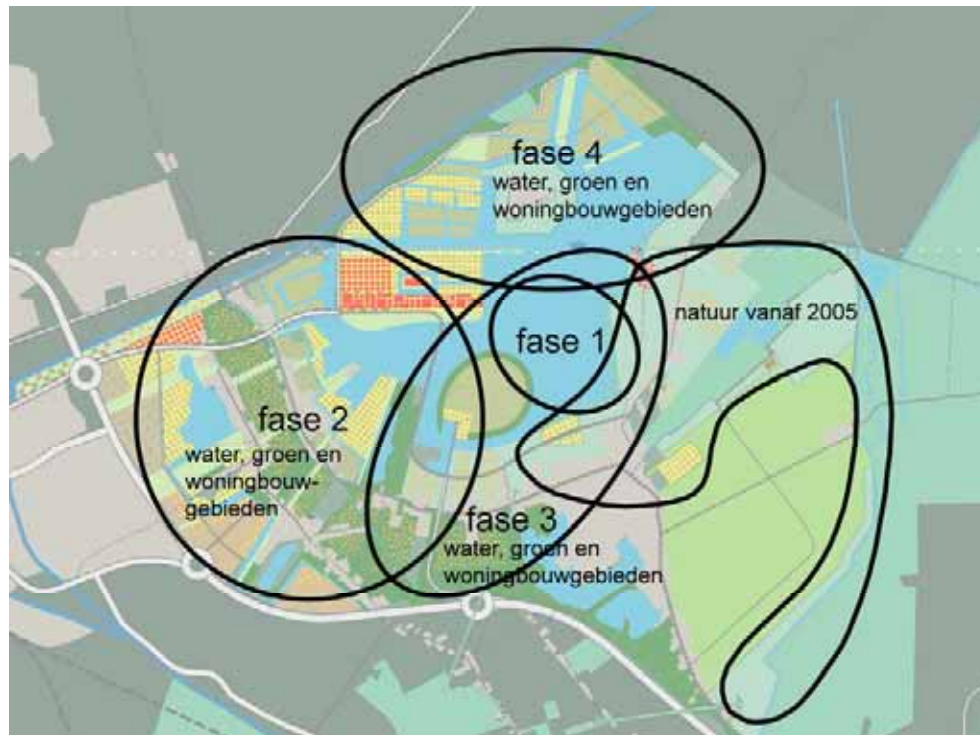 fase 4
water, groen en
woningbouwgebieden
natuur vanaf 2005
fase 1
fase 2
water, groen en
woningbouw-
gebieden
fase 3
water, groen en
woningbouwgebieden